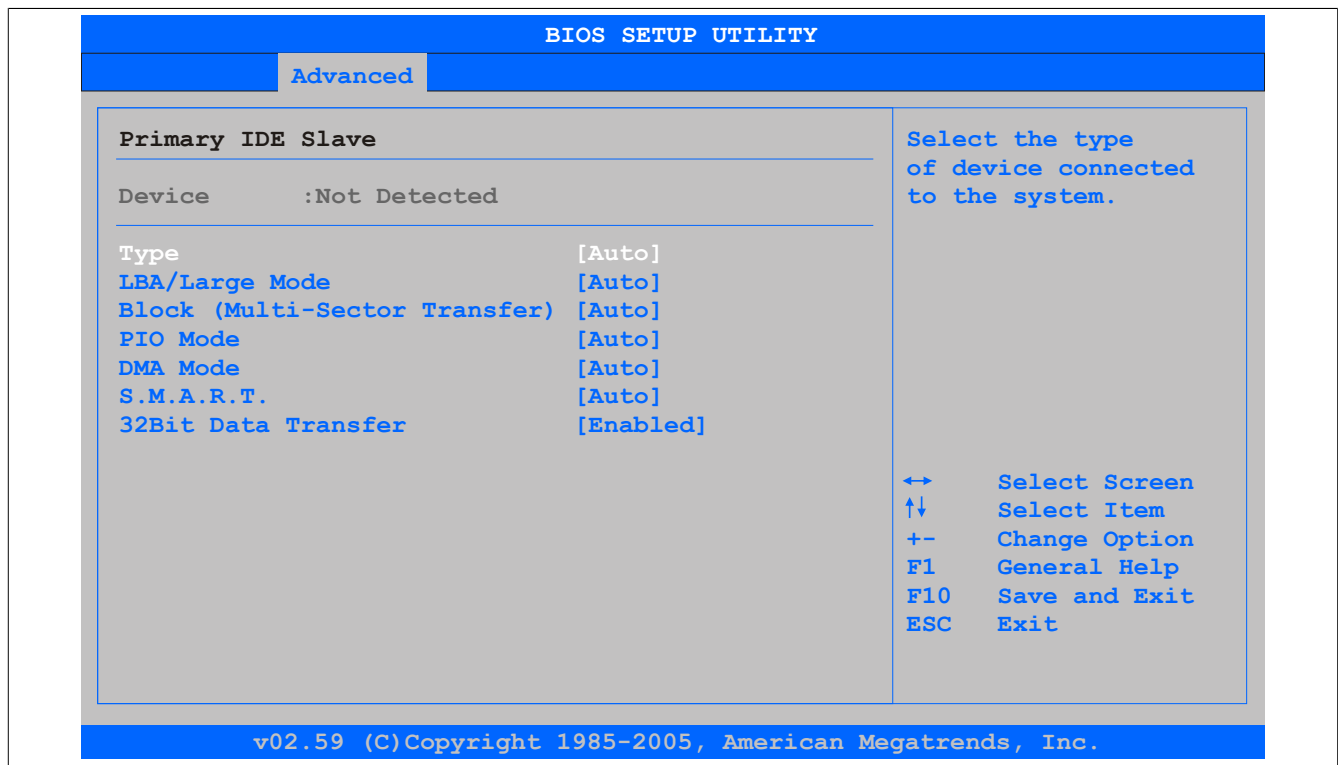 BIOS SETUP UTILITY
Advanced
Primary IDE Slave
Device :Not Detected
Type [Auto]
LBA/Large Mode [Auto]
Block (Multi-Sector Transfer) [Auto]
PIO Mode [Auto]
DMA Mode [Auto]
S.M.A.R.T. [Auto]
32Bit Data Transfer [Enabled]
Select the type
of device connected
to the system.
↔ Select Screen
↑↓ Select Item
+- Change Option
F1 General Help
F10 Save and Exit
ESC Exit
v02.59 (C)Copyright 1985-2005, American Megatrends, Inc.